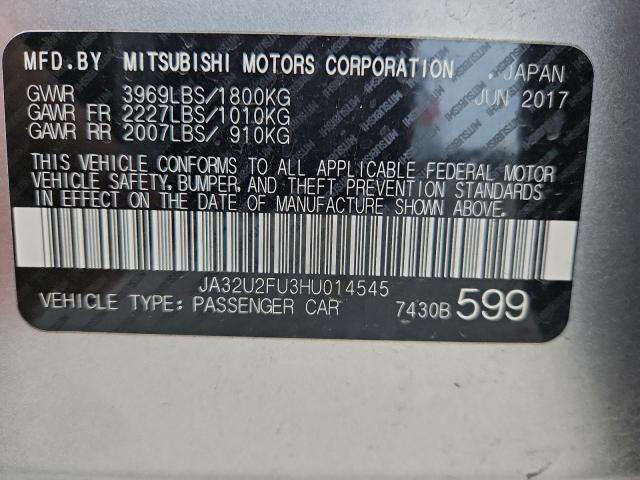 MFD.BY MITSUBISHI MOTORS CORPORATION , JAPAN
GVWR 3969LBS/1800KG JUN 2017
GAWR FR 2227LBS/1010KG
GAWR RR 2007LBS/ 910KG
THIS VEHICLE CONFORMS TO ALL APPLICABLE FEDERAL MOTOR
VEHICLE SAFETY, BUMPER, AND THEFT PREVENTION STANDARDS
IN EFFECT ON THE DATE OF MANUFACTURE SHOWN ABOVE.
JA32U2FU3HU014545
VEHICLE TYPE: PASSENGER CAR 7430B 599